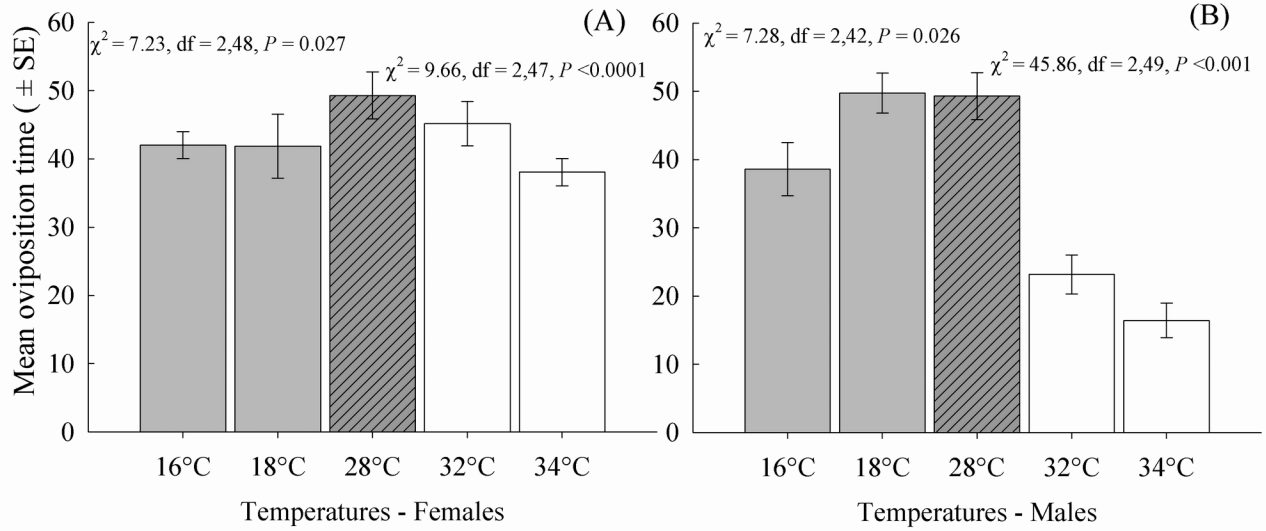 (A)
χ² = 7.23, df = 2,48, P = 0.027
χ² = 9.66, df = 2,47, P <0.0001
Mean oviposition time ( ± SE)
60
50
40
30
20
10
0
16°C 18°C 28°C 32°C 34°C
Temperatures - Females
(B)
χ² = 7.28, df = 2,42, P = 0.026
χ² = 45.86, df = 2,49, P <0.001
60
50
40
30
20
10
0
16°C 18°C 28°C 32°C 34°C
Temperatures - Males